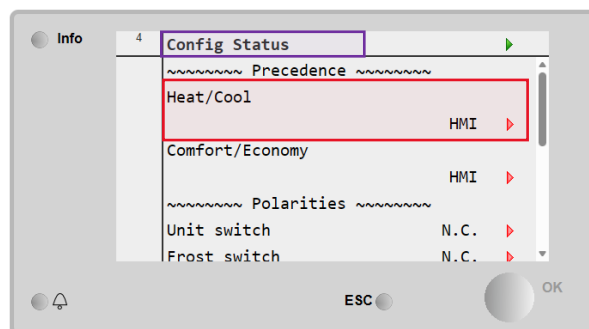 Info
4
Config Status
~~~~~~~~ Precedence ~~~~~~~~
Heat/Cool
HMI
Comfort/Economy
HMI
~~~~~~~~ Polarities ~~~~~~~~
Unit switch N.C.
Frost switch N.C.
OK
ESC